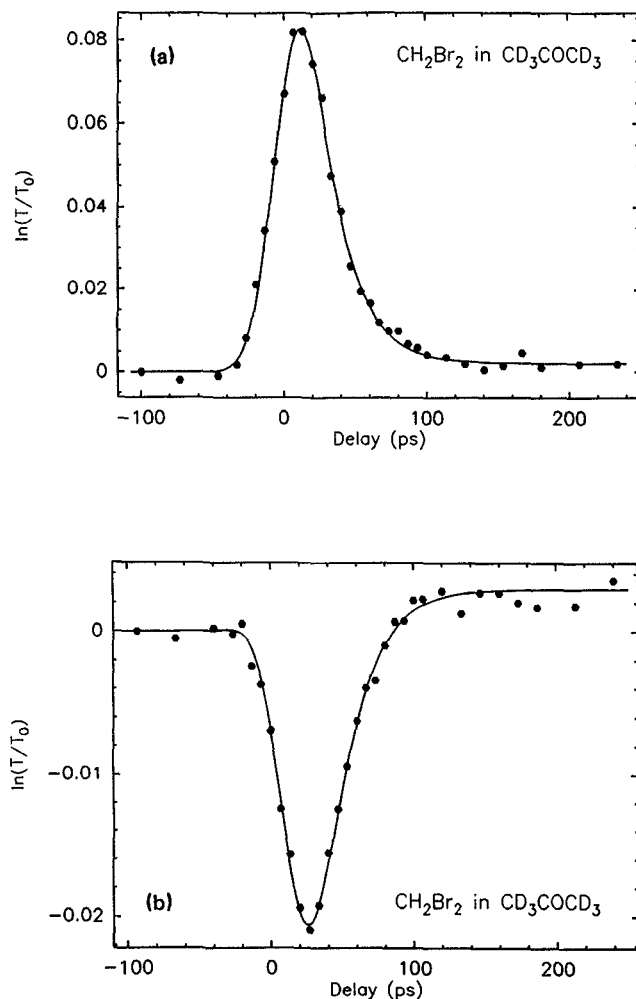 0.08
(a)
CH₂Br₂ in CD₃COCD₃
0.06
ln(T/T₀)
0.04
0.02
0
−100
0
100
200
Delay (ps)
0
ln(T/T₀)
−0.01
−0.02
(b)
CH₂Br₂ in CD₃COCD₃
−100
0
100
200
Delay (ps)